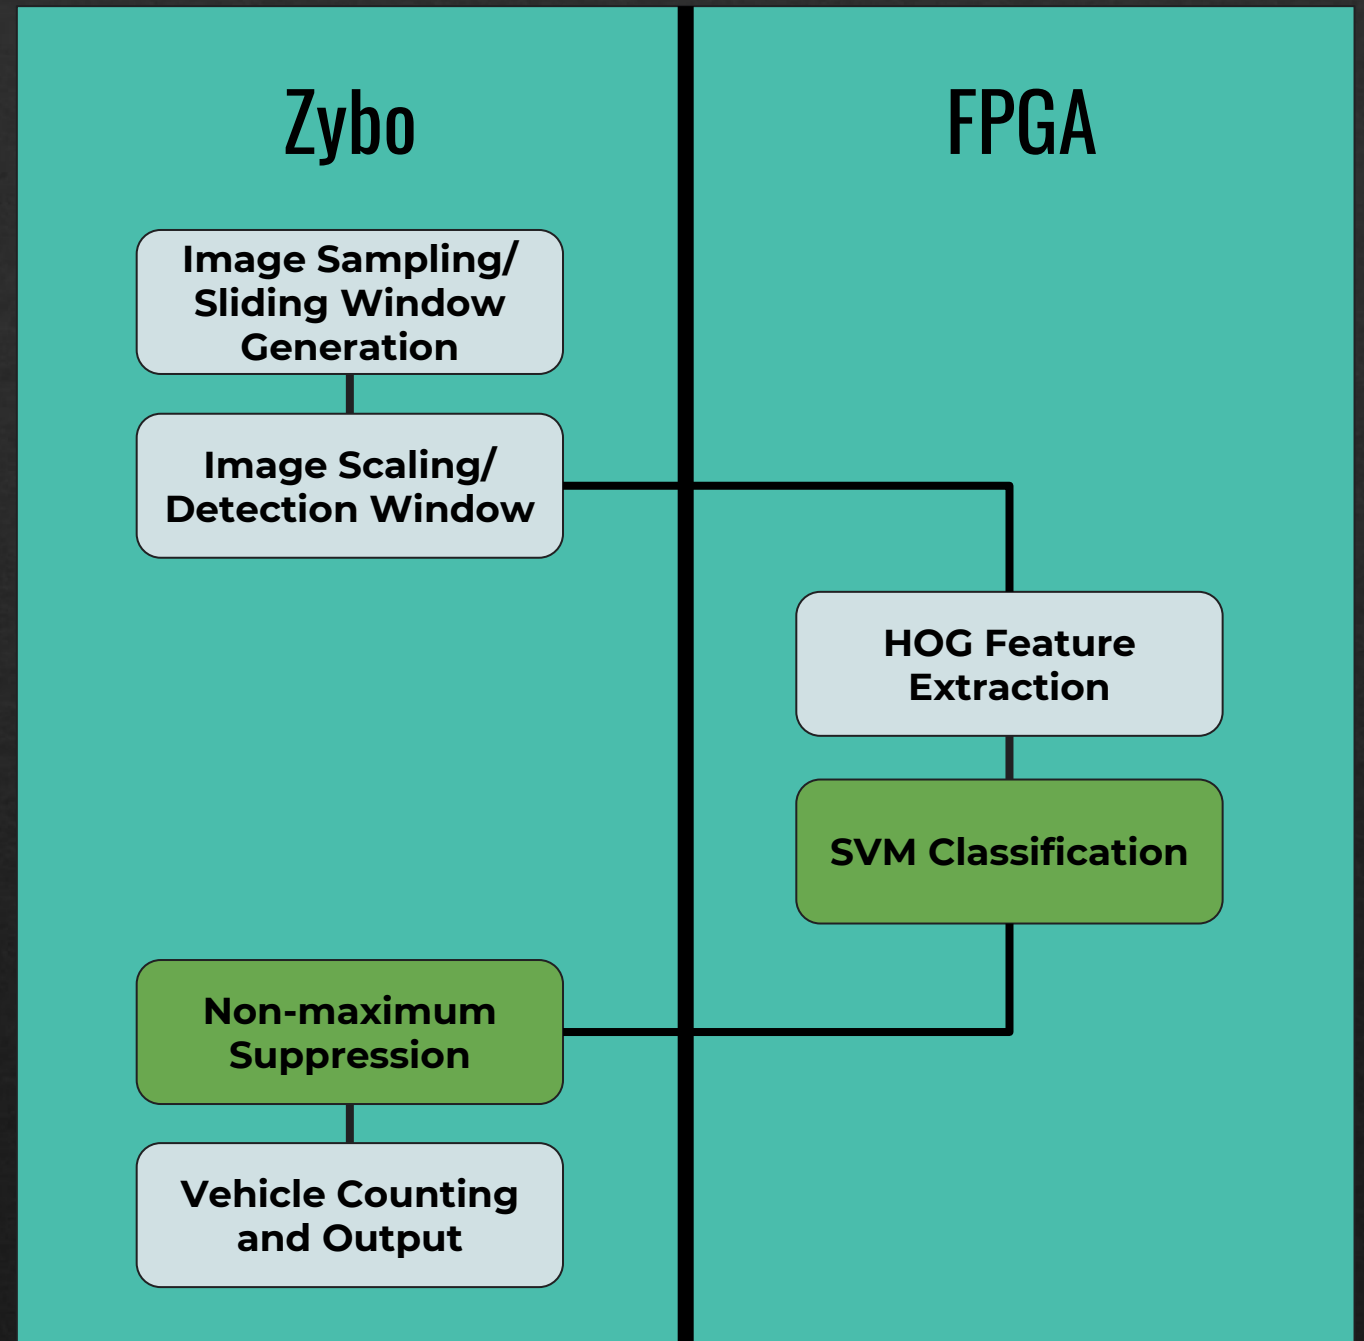 Zybo
FPGA
Image Sampling/
Sliding Window
Generation
Image Scaling/
Detection Window
HOG Feature
Extraction
SVM Classification
Non-maximum
Suppression
Vehicle Counting
and Output